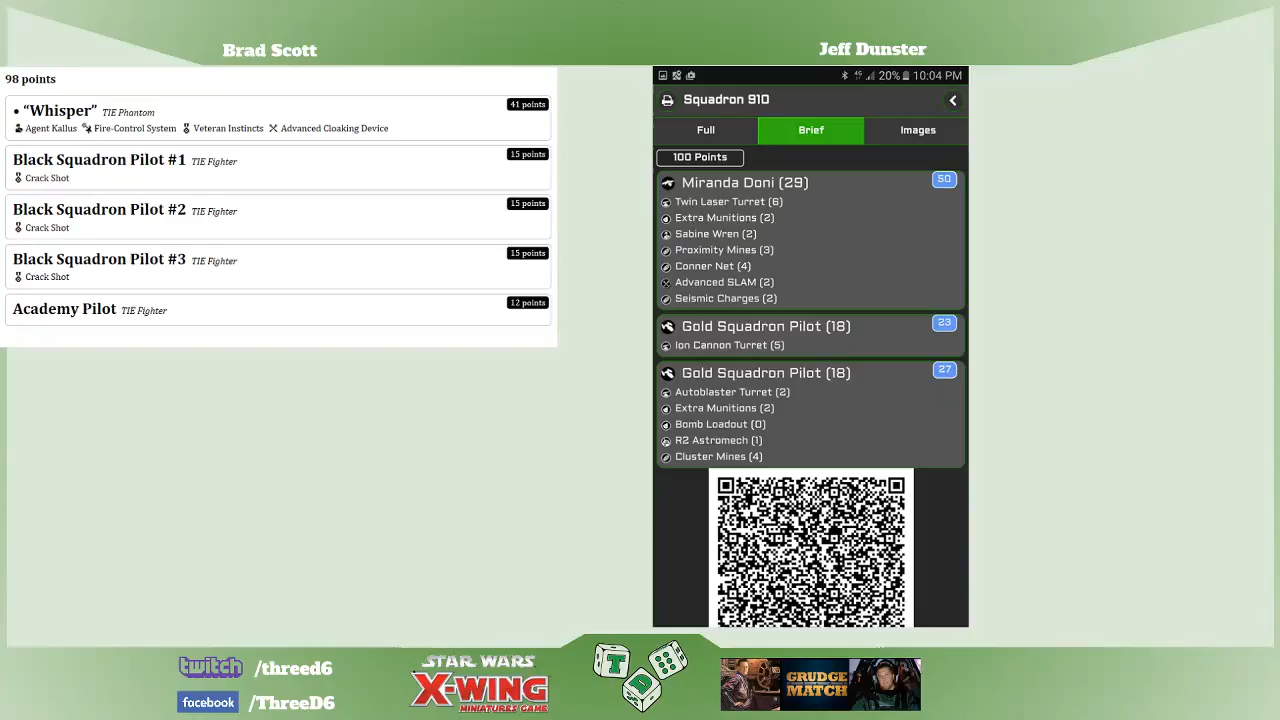 Brad Scott
Jeff Dunster
98 points
• “Whisper” TIE Phantom 41 points
Agent Kallus Fire-Control System Veteran Instincts Advanced Cloaking Device
Black Squadron Pilot #1 TIE Fighter 15 points
Crack Shot
Black Squadron Pilot #2 TIE Fighter 15 points
Crack Shot
Black Squadron Pilot #3 TIE Fighter 15 points
Crack Shot
Academy Pilot TIE Fighter 12 points
20% 10:04 PM
Squadron 910
Full Brief Images
100 Points
Miranda Doni (29) 50
Twin Laser Turret (6)
Extra Munitions (2)
Sabine Wren (2)
Proximity Mines (3)
Conner Net (4)
Advanced SLAM (2)
Seismic Charges (2)
Gold Squadron Pilot (18) 23
Ion Cannon Turret (5)
Gold Squadron Pilot (18) 27
Autoblaster Turret (2)
Extra Munitions (2)
Bomb Loadout (0)
R2 Astromech (1)
Cluster Mines (4)
twitch /threed6
facebook /ThreeD6
STAR WARS
X-WING
MINIATURES GAME
T
D
GRUDGE
MATCH